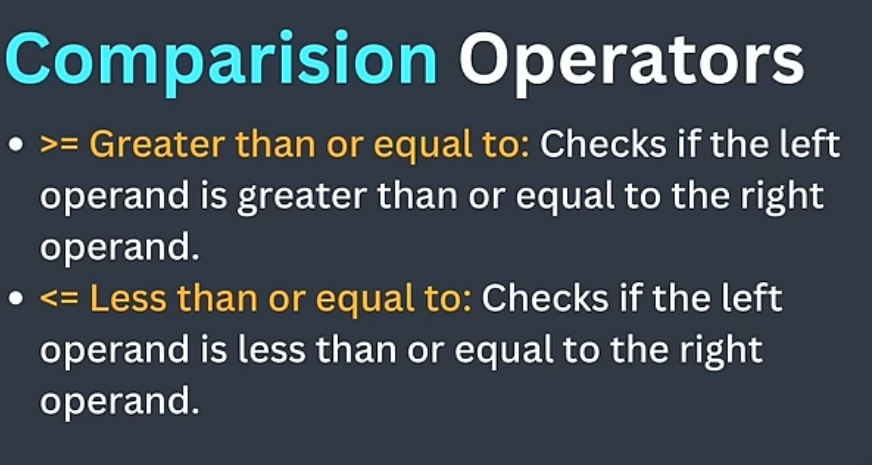 Comparision Operators
• >= Greater than or equal to: Checks if the left
operand is greater than or equal to the right
operand.
• <= Less than or equal to: Checks if the left
operand is less than or equal to the right
operand.